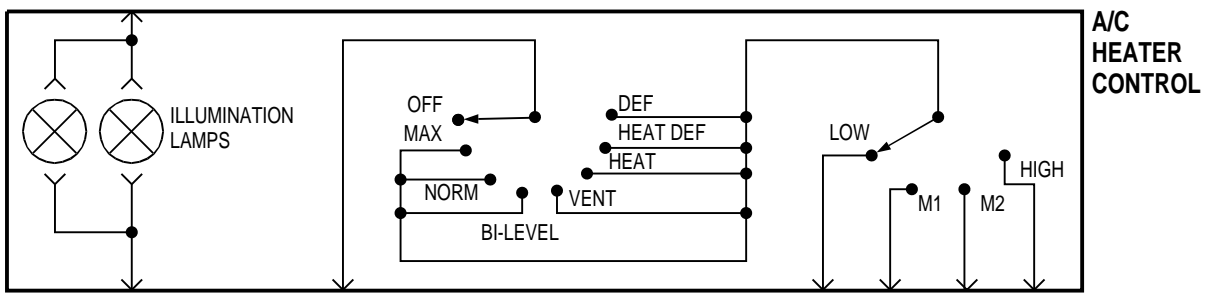 A/C
HEATER
CONTROL
ILLUMINATION
LAMPS
OFF
MAX
NORM
BI-LEVEL
VENT
HEAT
HEAT DEF
DEF
LOW
M1
M2
HIGH